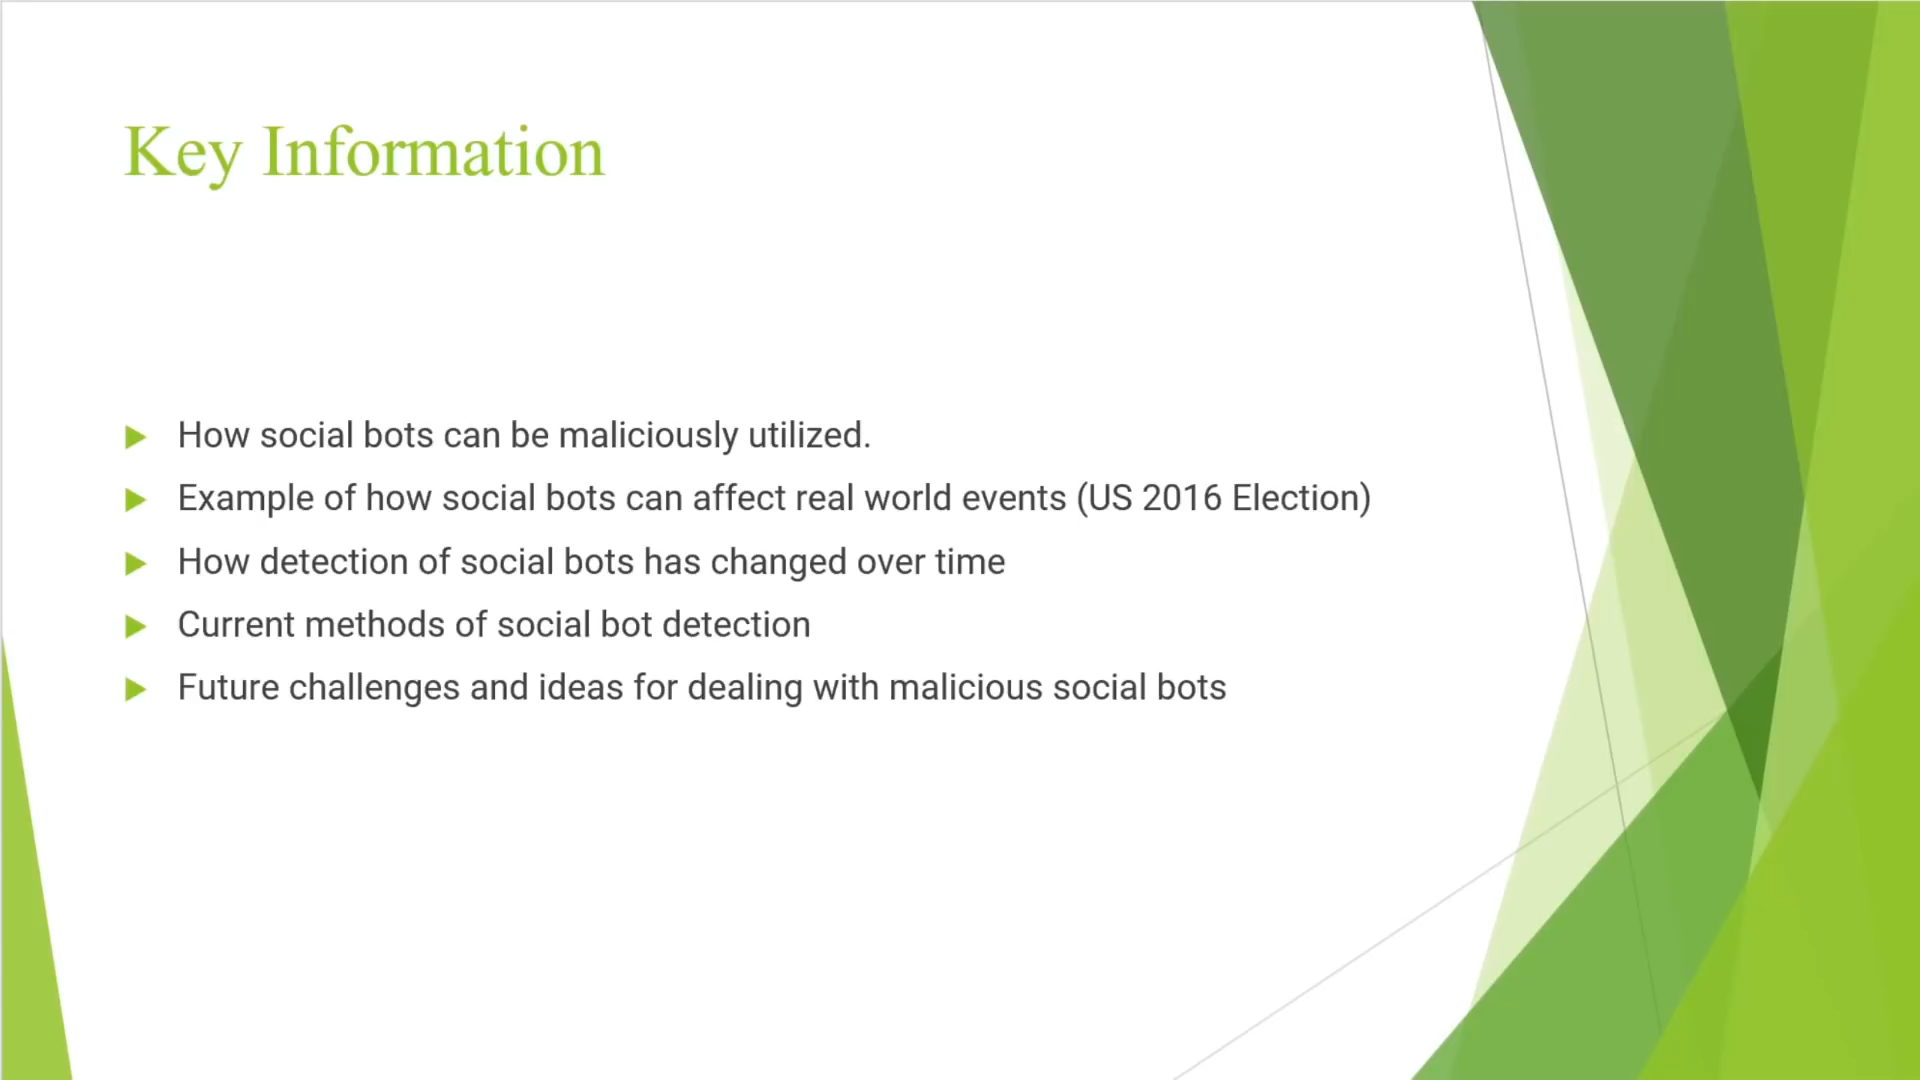 Key Information
How social bots can be maliciously utilized.
Example of how social bots can affect real world events (US 2016 Election)
How detection of social bots has changed over time
Current methods of social bot detection
Future challenges and ideas for dealing with malicious social bots